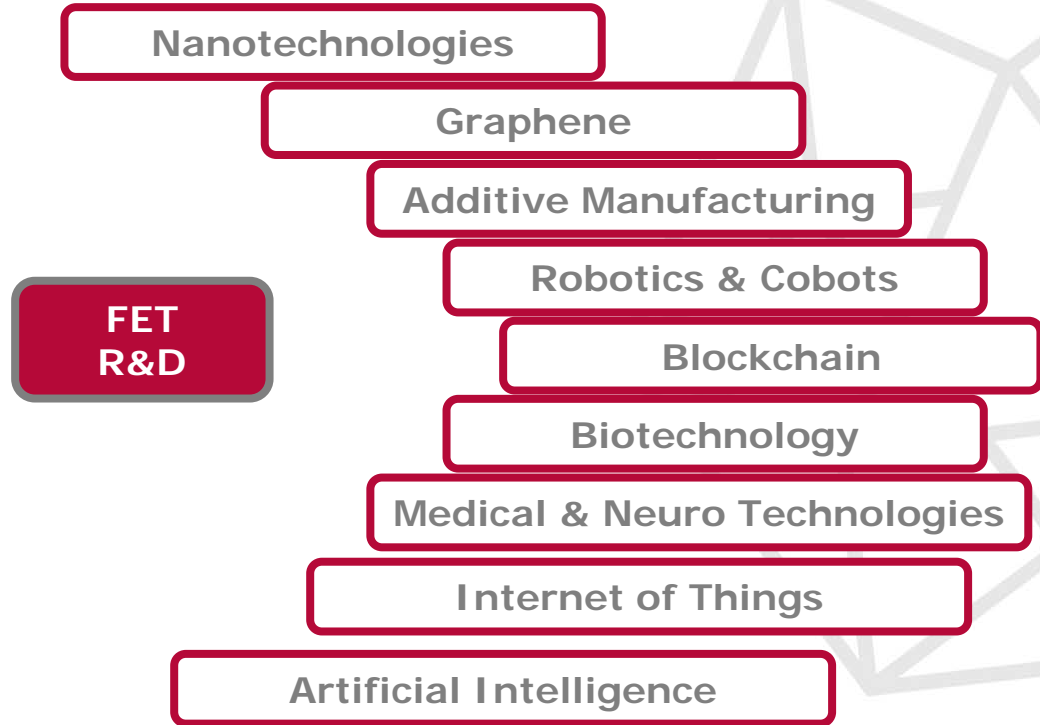 Nanotechnologies
Graphene
Additive Manufacturing
Robotics & Cobots
FET
R&D
Blockchain
Biotechnology
Medical & Neuro Technologies
Internet of Things
Artificial Intelligence